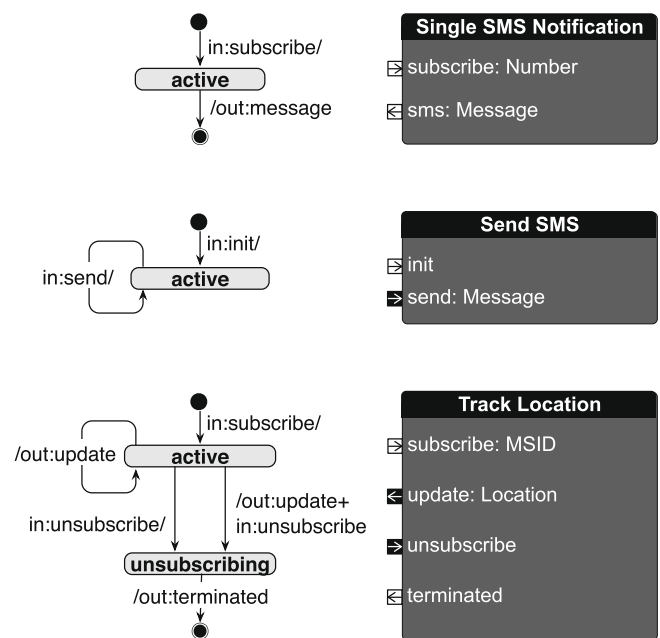 Single SMS Notification
in:subscribe/
subscribe: Number
active
/out:message
sms: Message
Send SMS
in:init/
init
in:send/
active
send: Message
Track Location
in:subscribe/
subscribe: MSID
/out:update
active
/out:update+
update: Location
in:unsubscribe/
in:unsubscribe
unsubscribe
unsubscribing
/out:terminated
terminated